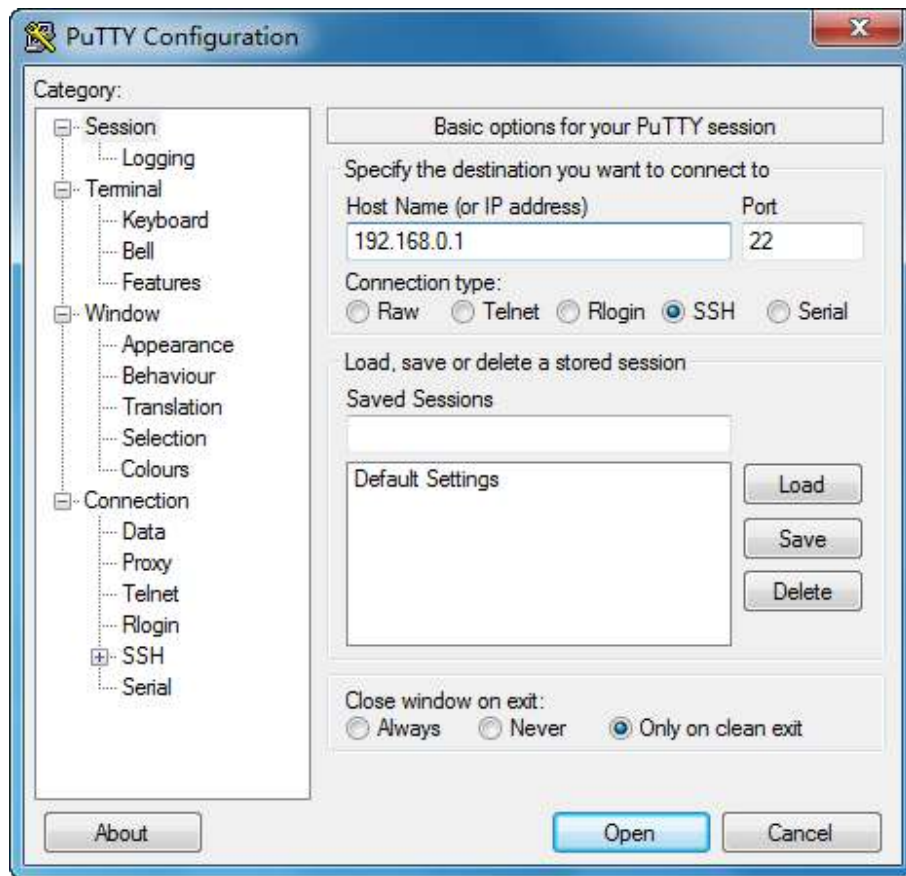 PuTTY Configuration
Category:
Session
Logging
Terminal
Keyboard
Bell
Features
Window
Appearance
Behaviour
Translation
Selection
Colours
Connection
Data
Proxy
Telnet
Rlogin
SSH
Serial
Basic options for your PuTTY session
Specify the destination you want to connect to
Host Name (or IP address) Port
192.168.0.1 22
Connection type:
Raw Telnet Rlogin SSH Serial
Load, save or delete a stored session
Saved Sessions
Default Settings
Load
Save
Delete
Close window on exit:
Always Never Only on clean exit
About Open Cancel